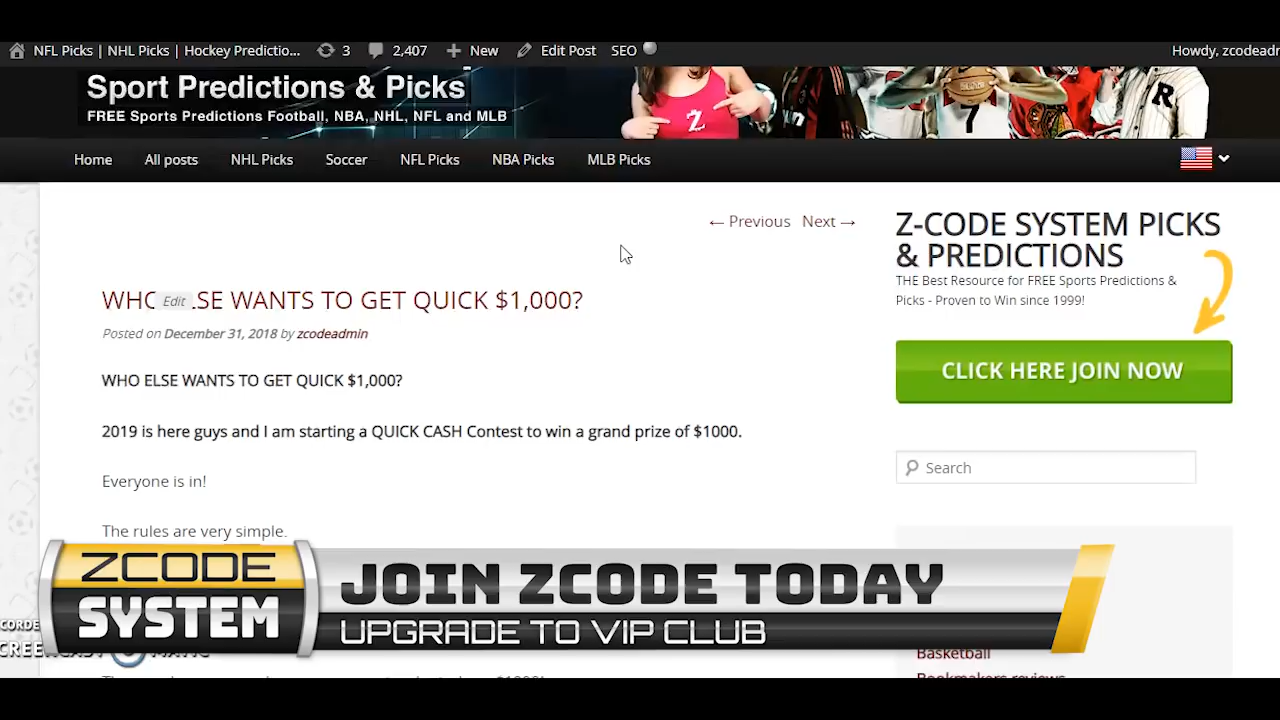 NFL Picks | NHL Picks | Hockey Predictio... 3 2,407 New Edit Post SEO Howdy, zcodeadm
Sport Predictions & Picks
FREE Sports Predictions Football, NBA, NHL, NFL and MLB
Z 7 R
Home All posts NHL Picks Soccer NFL Picks NBA Picks MLB Picks
← Previous Next →
Z-CODE SYSTEM PICKS
& PREDICTIONS
THE Best Resource for FREE Sports Predictions &
Picks - Proven to Win since 1999!
CLICK HERE JOIN NOW
Search
WHO Edit LSE WANTS TO GET QUICK $1,000?
Posted on December 31, 2018 by zcodeadmin
WHO ELSE WANTS TO GET QUICK $1,000?
2019 is here guys and I am starting a QUICK CASH Contest to win a grand prize of $1000.
Everyone is in!
The rules are very simple.
ZCODE
SYSTEM
JOIN ZCODE TODAY
UPGRADE TO VIP CLUB
Basketball
Bookmakers reviews